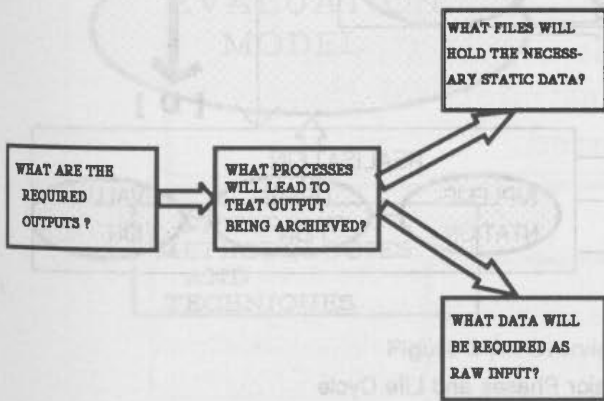 WHAT FILES WILL
HOLD THE NECESS-
ARY STATIC DATA?
WHAT ARE THE
REQUIRED
OUTPUTS ?
WHAT PROCESSES
WILL LEAD TO
THAT OUTPUT
BEING ARCHIEVED?
WHAT DATA WILL
BE REQUIRED AS
RAW INPUT?